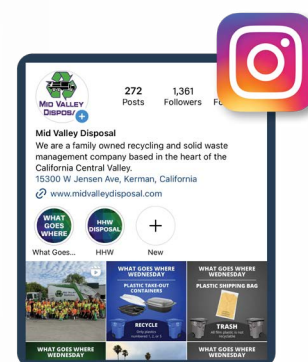 272
1,361
Posts
Followers
Fo
MID VALLEY
DISPOS
Mid Valley Disposal
We are a family owned recycling and solid waste
management company based in the heart of the
California Central Valley.
15300 W Jensen Ave, Kerman, California
www.midvalleydisposal.com
WHAT
GOES
WHERE
HHW
DISPOSAL
What Goes...
HHW
New
WHAT GOES WHERE
WEDNESDAY
PLASTIC TAKE-OUT
CONTAINERS
RECYCLE
WHAT GOES WHERE
WEDNESDAY
PLASTIC SHIPPING BAG
TRASH
WHAT GOES WHERE
WEDNESDAY
WHAT GOES WHERE
WEDNESDAY